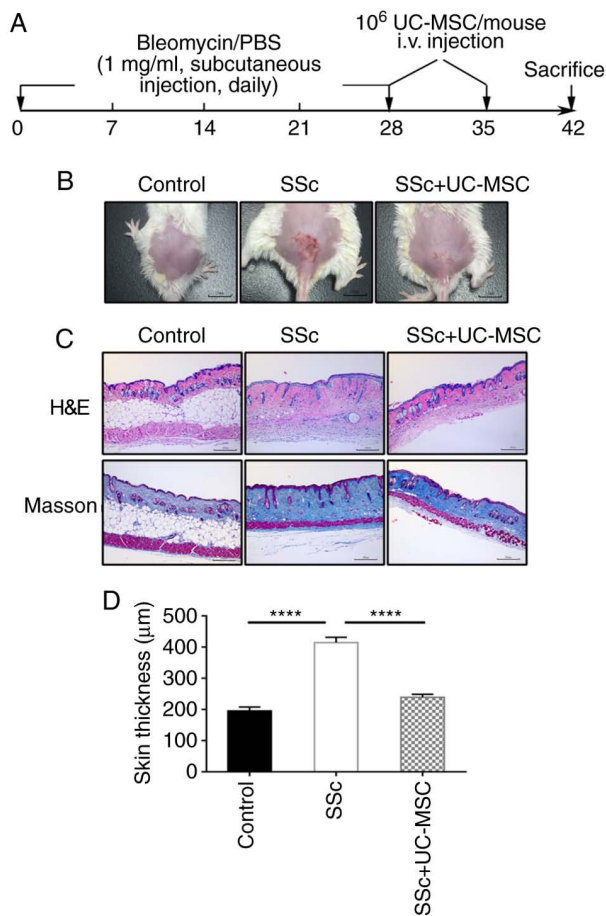 A
Bleomycin/PBS
(1 mg/ml, subcutaneous
injection, daily)
10⁶ UC-MSC/mouse
i.v. injection
Sacrifice
0 7 14 21 28 35 42
B
Control SSc SSc+UC-MSC
C
Control SSc SSc+UC-MSC
H&E
Masson
D
Skin thickness (μm)
500
400
300
200
100
0
**** ****
Control SSc SSc+UC-MSC